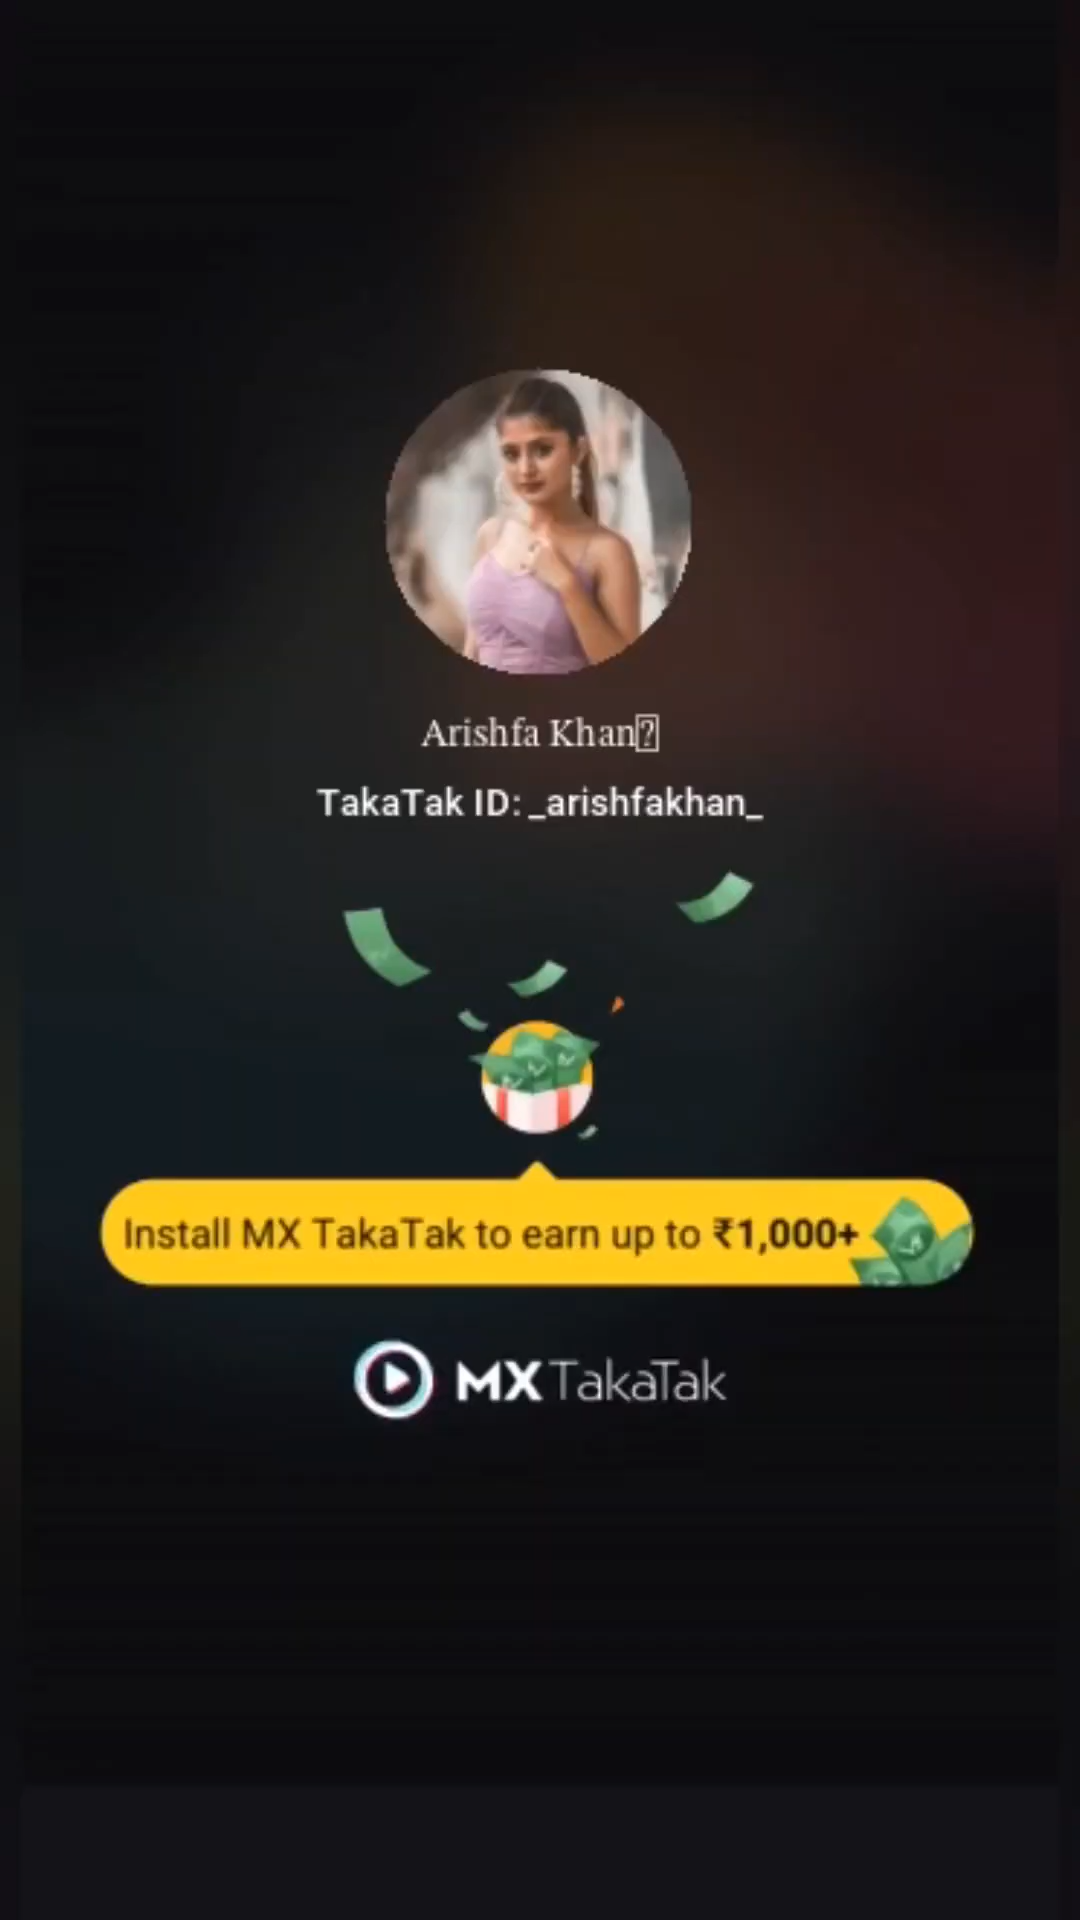 Arishfa Khan
TakaTak ID: _arishfakhan_
Install MX TakaTak to earn up to ₹1,000+
MX TakaTak